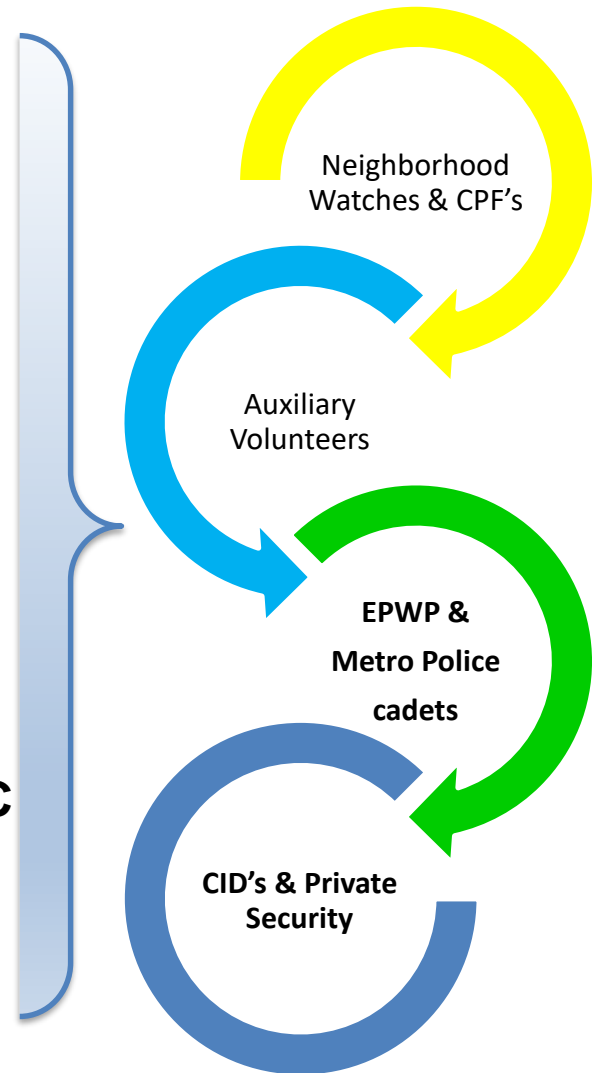 Neighborhood
Watches & CPF's
Auxiliary
Volunteers
EPWP &
Metro Police
cadets
C
CID's & Private
Security